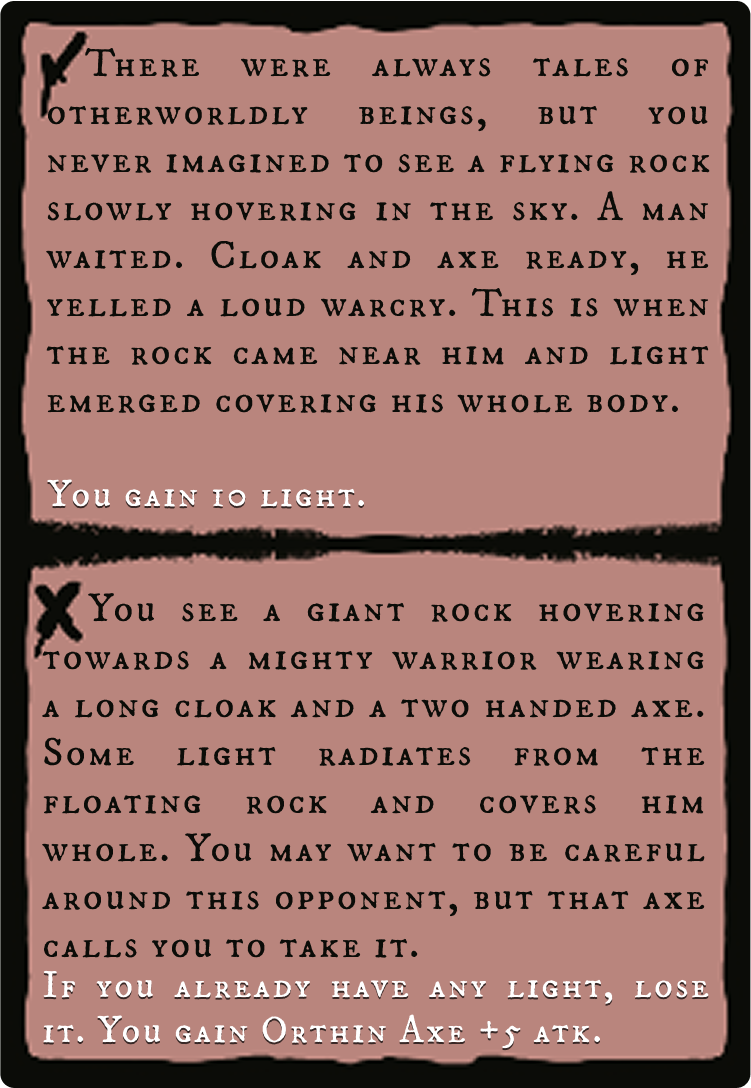 There were always tales of
otherworldly beings, but you
never imagined to see a flying rock
slowly hovering in the sky. A man
waited. Cloak and axe ready, he
yelled a loud warcry. This is when
the rock came near him and light
emerged covering his whole body.
You gain 10 light.
You see a giant rock hovering
towards a mighty warrior wearing
a long cloak and a two handed axe.
Some light radiates from the
floating rock and covers him
whole. You may want to be careful
around this opponent, but that axe
calls you to take it.
If you already have any light, lose
it. You gain Orthin Axe +5 atk.